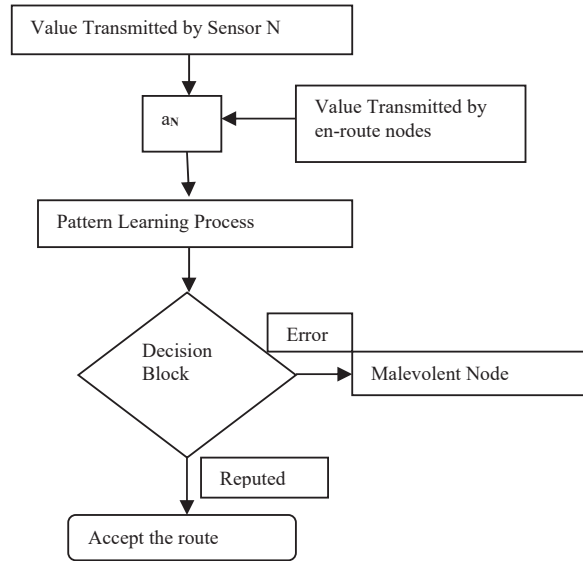 Value Transmitted by Sensor N
aN
Value Transmitted by
en-route nodes
Pattern Learning Process
Decision
Block
Error
Malevolent Node
Reputed
Accept the route